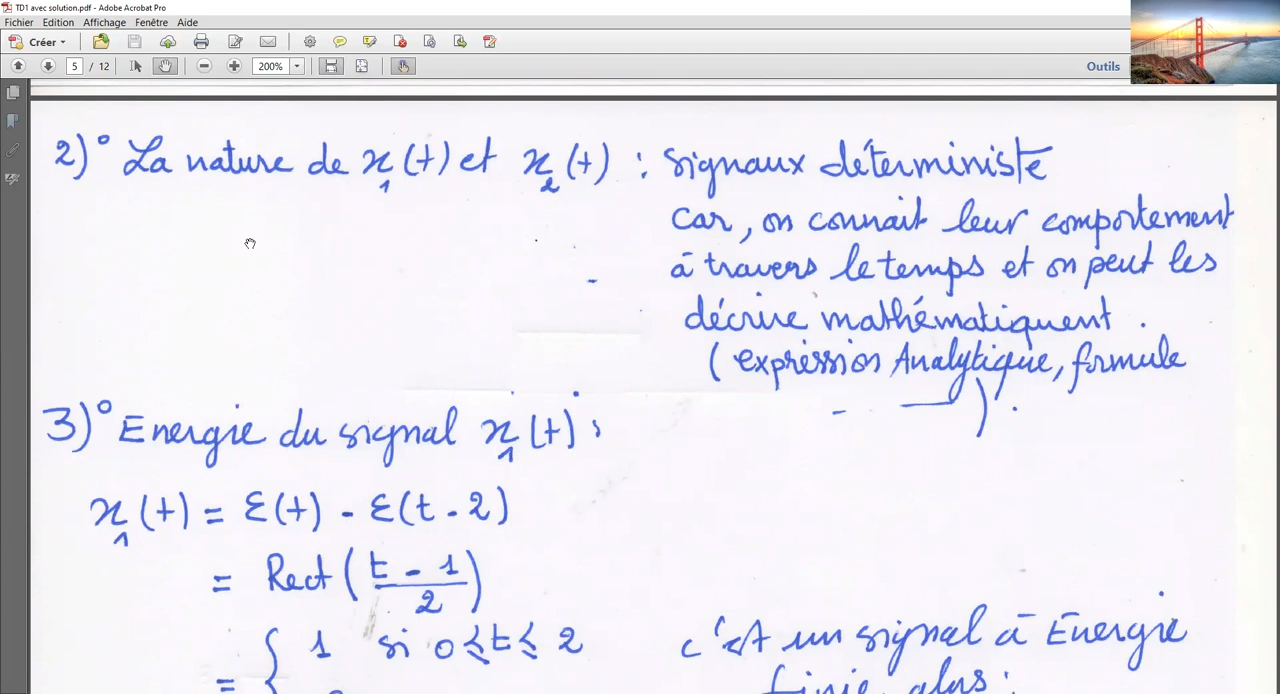 TD1 avec solution.pdf - Adobe Acrobat Pro
Fichier Edition Affichage Fenêtre Aide
Créer
5 / 12 200% Outils
2)° La nature de x₁(t) et x₂(t) : signaux déterministe
car, on connait leur comportement
à travers le temps et on peut les
décrire mathématiquent .
( expression Analytique, formule
- — ) .
3)° Energie du signal x₁(t) :
x₁(t) = ε(t) - ε(t - 2)
= Rect ( t - 1 / 2 )
= { 1 si 0 ≤ t ≤ 2 c'est un signal à Energie
finie alors :